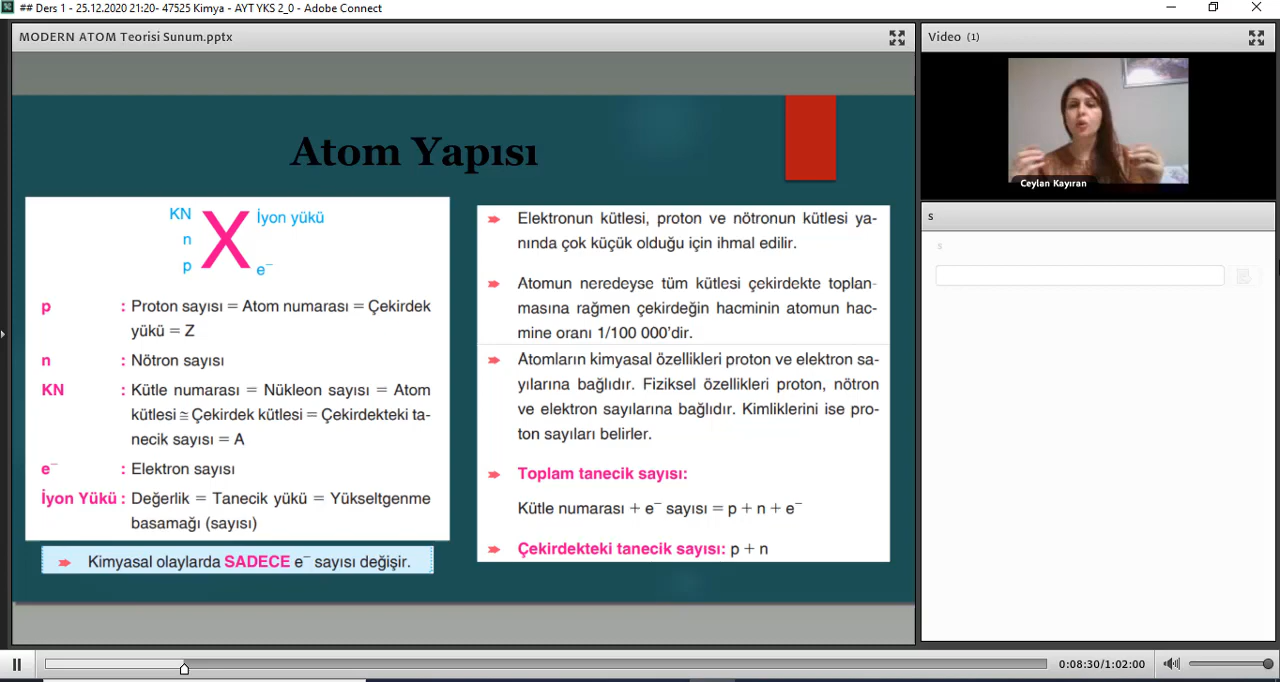 ## Ders 1 - 25.12.2020 21:20- 47525 Kimya - AYT YKS 2_0 - Adobe Connect
MODERN ATOM Teorisi Sunum.pptx
Atom Yapısı
KN
İyon yükü
n
X
p
e⁻
p : Proton sayısı = Atom numarası = Çekirdek
yükü = Z
n : Nötron sayısı
KN : Kütle numarası = Nükleon sayısı = Atom
kütlesi ≅ Çekirdek kütlesi = Çekirdekteki ta-
necik sayısı = A
e⁻ : Elektron sayısı
İyon Yükü : Değerlik = Tanecik yükü = Yükseltgenme
basamağı (sayısı)
Kimyasal olaylarda SADECE e⁻ sayısı değişir.
Elektronun kütlesi, proton ve nötronun kütlesi ya-
nında çok küçük olduğu için ihmal edilir.
Atomun neredeyse tüm kütlesi çekirdekte toplan-
masına rağmen çekirdeğin hacminin atomun hac-
mine oranı 1/100 000'dir.
Atomların kimyasal özellikleri proton ve elektron sa-
yılarına bağlıdır. Fiziksel özellikleri proton, nötron
ve elektron sayılarına bağlıdır. Kimliklerini ise pro-
ton sayıları belirler.
Toplam tanecik sayısı:
Kütle numarası + e⁻ sayısı = p + n + e⁻
Çekirdekteki tanecik sayısı: p + n
Video (1)
Ceylan Kayıran
s
s
0:08:30/1:02:00